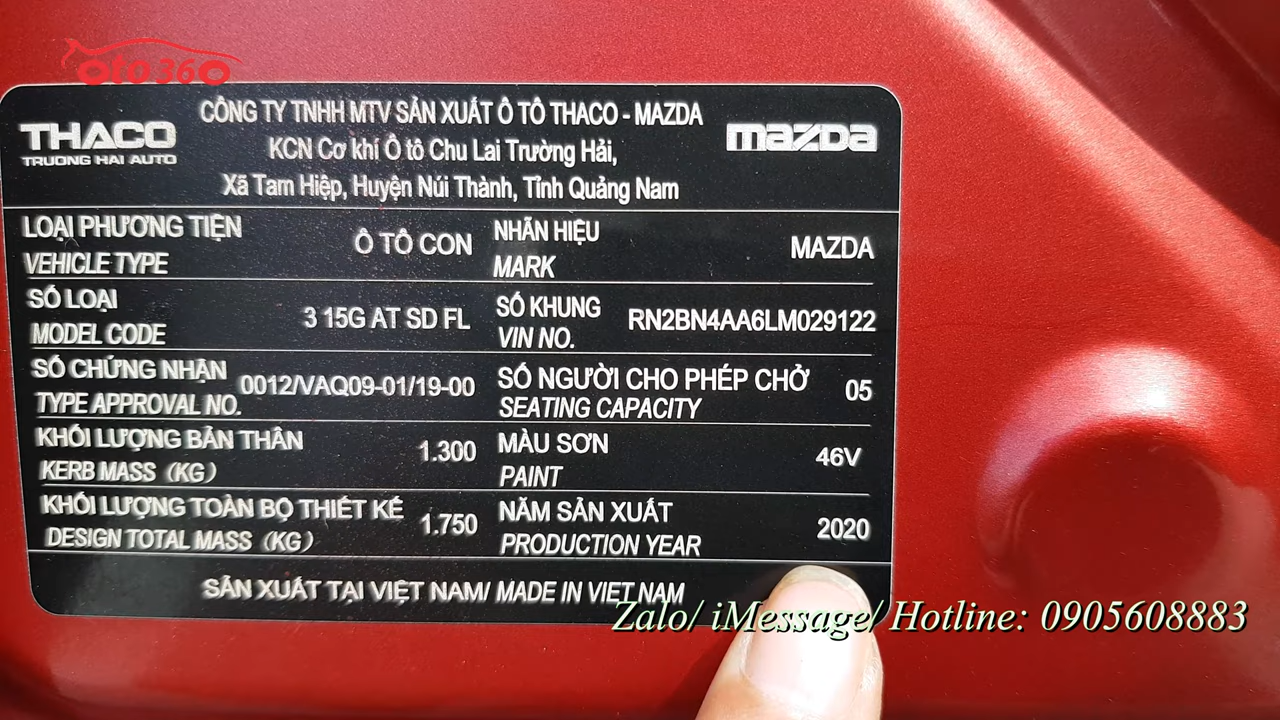 oto360
CÔNG TY TNHH MTV SẢN XUẤT Ô TÔ THACO - MAZDA
THACO
TRUONG HAI AUTO
mazda
KCN Cơ khí Ô tô Chu Lai Trường Hải,
Xã Tam Hiệp, Huyện Núi Thành, Tỉnh Quảng Nam
LOẠI PHƯƠNG TIỆN
VEHICLE TYPE
Ô TÔ CON
NHÃN HIỆU
MARK
MAZDA
SỐ LOẠI
MODEL CODE
3 15G AT SD FL
SỐ KHUNG
VIN NO.
RN2BN4AA6LM029122
SỐ CHỨNG NHẬN
TYPE APPROVAL NO.
0012/VAQ09-01/19-00
SỐ NGƯỜI CHO PHÉP CHỞ
SEATING CAPACITY
05
KHỐI LƯỢNG BẢN THÂN
KERB MASS (KG)
1.300
MÀU SƠN
PAINT
46V
KHỐI LƯỢNG TOÀN BỘ THIẾT KẾ
DESIGN TOTAL MASS (KG)
1.750
NĂM SẢN XUẤT
PRODUCTION YEAR
2020
SẢN XUẤT TẠI VIỆT NAM/ MADE IN VIET NAM
Zalo/ iMessage/ Hotline: 0905608883